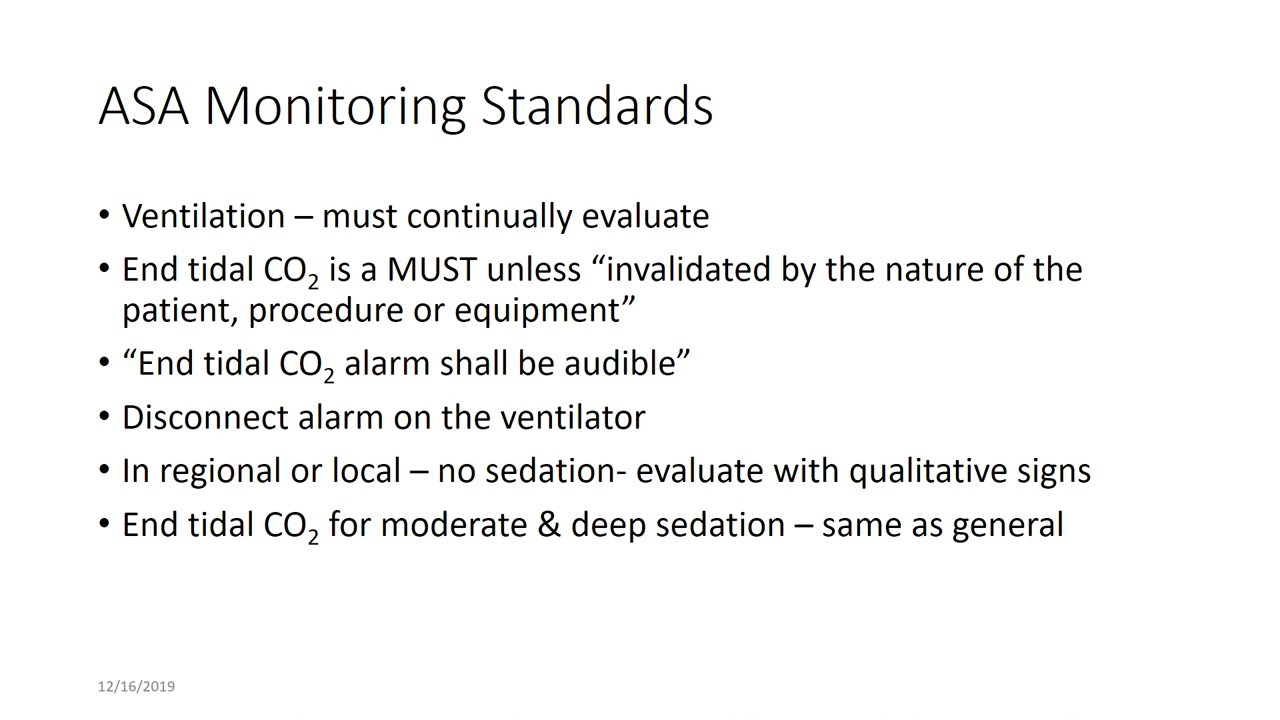 ASA Monitoring Standards
• Ventilation – must continually evaluate
• End tidal CO₂ is a MUST unless “invalidated by the nature of the
patient, procedure or equipment”
• “End tidal CO₂ alarm shall be audible”
• Disconnect alarm on the ventilator
• In regional or local – no sedation- evaluate with qualitative signs
• End tidal CO₂ for moderate & deep sedation – same as general
12/16/2019